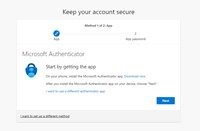 Keep your account secure
Method 1 of 2: App
App
2
App password
Microsoft Authenticator
Start by getting the app
On your phone, install the Microsoft Authenticator app. Download now
After you install the Microsoft Authenticator app on your device, choose "Next".
I want to use a different authenticator app
Next
I want to set up a different method